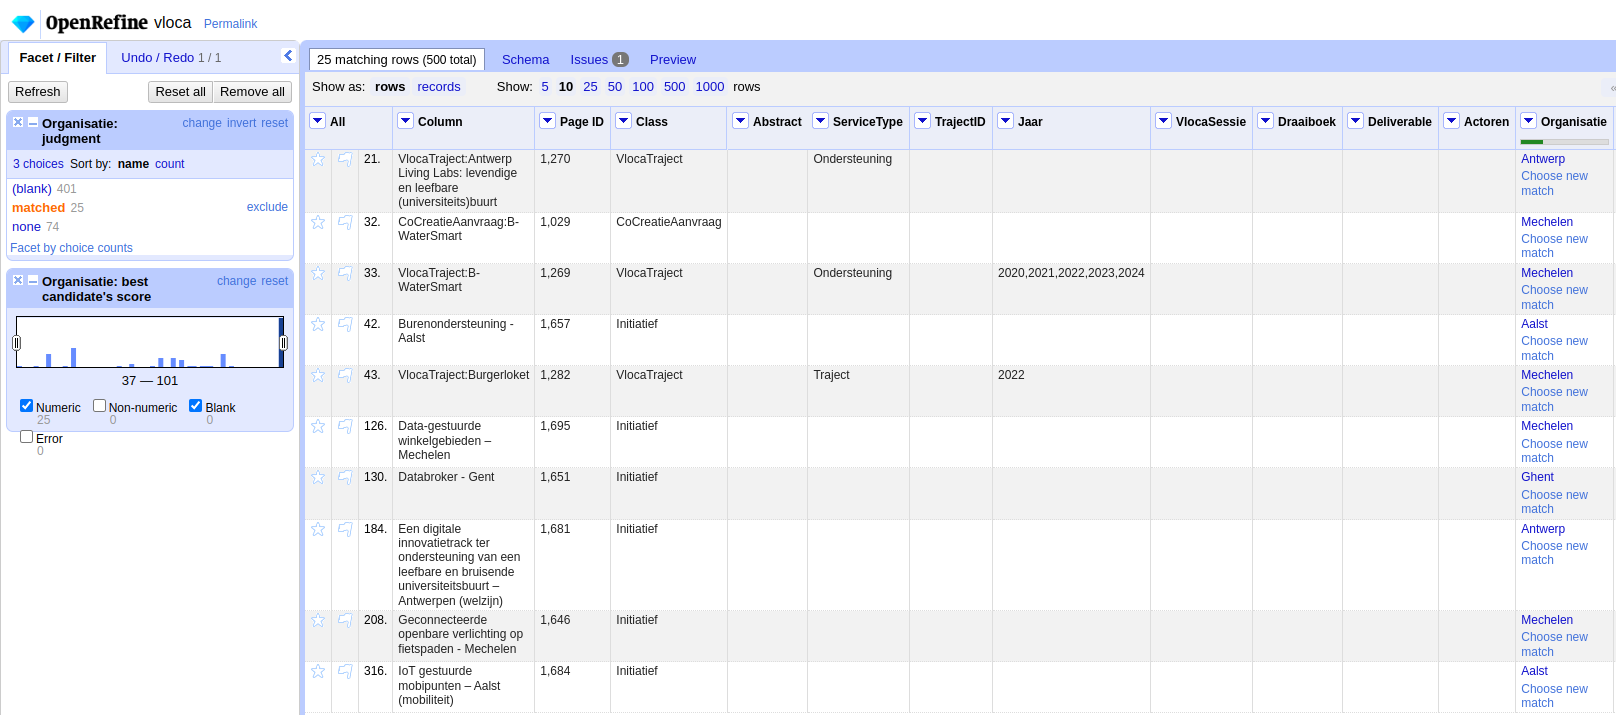 OpenRefine vloca Permalink
Facet / Filter Undo / Redo 1 / 1
Refresh Reset all Remove all
Organisatie: judgment change invert reset
3 choices Sort by: name count
(blank) 401
matched 25 exclude
none 74
Facet by choice counts
Organisatie: best candidate's score change reset
37 — 101
Numeric 25 Non-numeric 0 Blank 0
Error 0
25 matching rows (500 total) Schema Issues 1 Preview
Show as: rows records Show: 5 10 25 50 100 500 1000 rows «
All Column Page ID Class Abstract ServiceType TrajectID Jaar VlocaSessie Draaiboek Deliverable Actoren Organisatie
21. VlocaTraject:Antwerp 1,270 VlocaTraject Ondersteuning Antwerp
Living Labs: levendige Choose new
en leefbare match
(universiteits)buurt
32. CoCreatieAanvraag:B- 1,029 CoCreatieAanvraag Mechelen
WaterSmart Choose new
match
33. VlocaTraject:B- 1,269 VlocaTraject Ondersteuning 2020,2021,2022,2023,2024 Mechelen
WaterSmart Choose new
match
42. Burenondersteuning - 1,657 Initiatief Aalst
Aalst Choose new
match
43. VlocaTraject:Burgerloket 1,282 VlocaTraject Traject 2022 Mechelen
Choose new
match
126. Data-gestuurde 1,695 Initiatief Mechelen
winkelgebieden – Choose new
Mechelen match
130. Databroker - Gent 1,651 Initiatief Ghent
Choose new
match
184. Een digitale 1,681 Initiatief Antwerp
innovatietrack ter Choose new
ondersteuning van een match
leefbare en bruisende
universiteitsbuurt –
Antwerpen (welzijn)
208. Geconnecteerde 1,646 Initiatief Mechelen
openbare verlichting op Choose new
fietspaden - Mechelen match
316. IoT gestuurde 1,684 Initiatief Aalst
mobipunten – Aalst Choose new
(mobiliteit) match